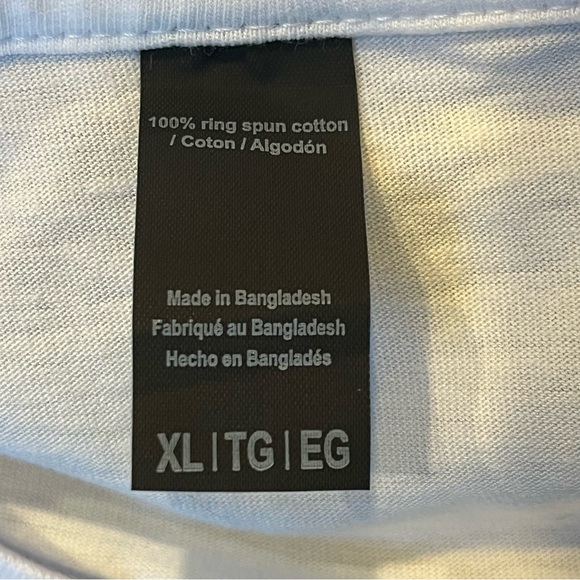 100% ring spun cotton
/ Coton / Algodón
Made in Bangladesh
Fabriqué au Bangladesh
Hecho en Bangladés
XL|TG|EG